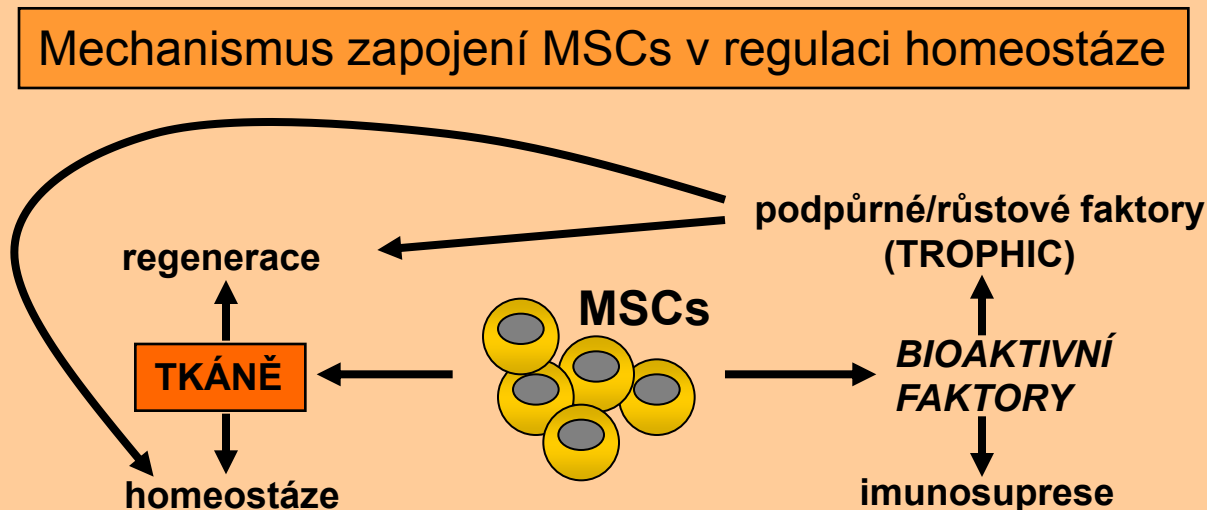 Mechanismus zapojení MSCs v regulaci homeostáze
podpůrné/růstové faktory
(TROPHIC)
regenerace
MSCs
TKÁNĚ
BIOAKTIVNÍ
FAKTORY
homeostáze
imunosuprese